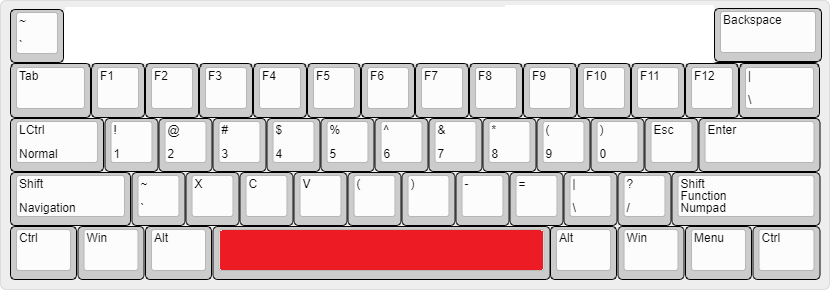 ~
`
Backspace
Tab
F1
F2
F3
F4
F5
F6
F7
F8
F9
F10
F11
F12
|
\
LCtrl
Normal
!
1
@
2
#
3
$
4
%
5
^
6
&
7
*
8
(
9
)
0
Esc
Enter
Shift
Navigation
~
`
X
C
V
(
)
-
=
|
\
?
/
Shift
Function
Numpad
Ctrl
Win
Alt
Alt
Win
Menu
Ctrl